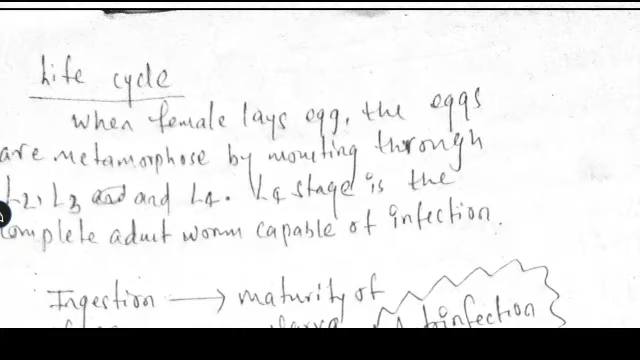 Life cycle
when female lays egg, the eggs
are metamorphose by moulting through
L2, L3 and and L4. L4 stage is the
complete adult worm capable of infection.
Ingestion → maturity of
larva infection